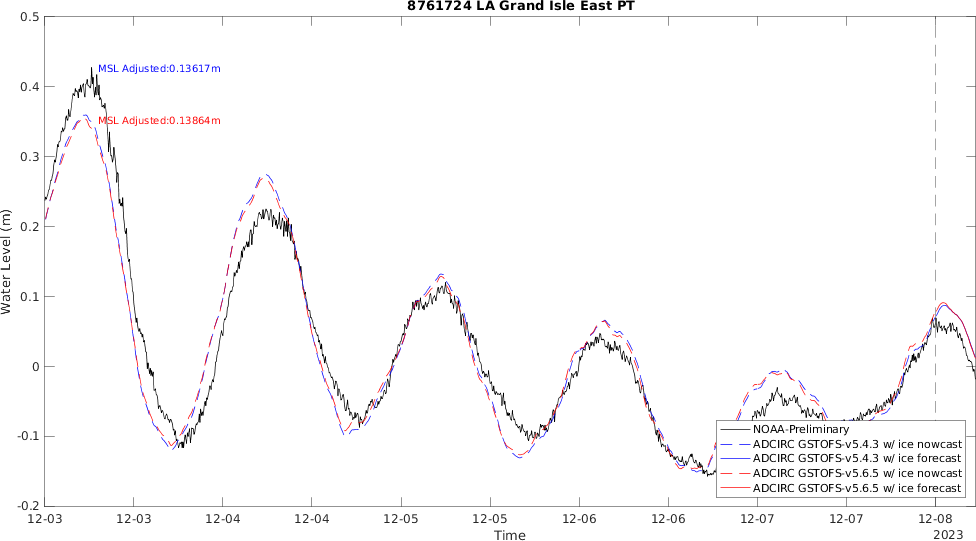 8761724 LA Grand Isle East PT
0.5
0.4
0.3
0.2
0.1
0
-0.1
-0.2
Water Level (m)
MSL Adjusted:0.13617m
MSL Adjusted:0.13864m
NOAA-Preliminary
ADCIRC GSTOFS-v5.4.3 w/ ice nowcast
ADCIRC GSTOFS-v5.4.3 w/ ice forecast
ADCIRC GSTOFS-v5.6.5 w/ ice nowcast
ADCIRC GSTOFS-v5.6.5 w/ ice forecast
12-03 12-03 12-04 12-04 12-05 12-05 12-06 12-06 12-07 12-07 12-08
Time
2023